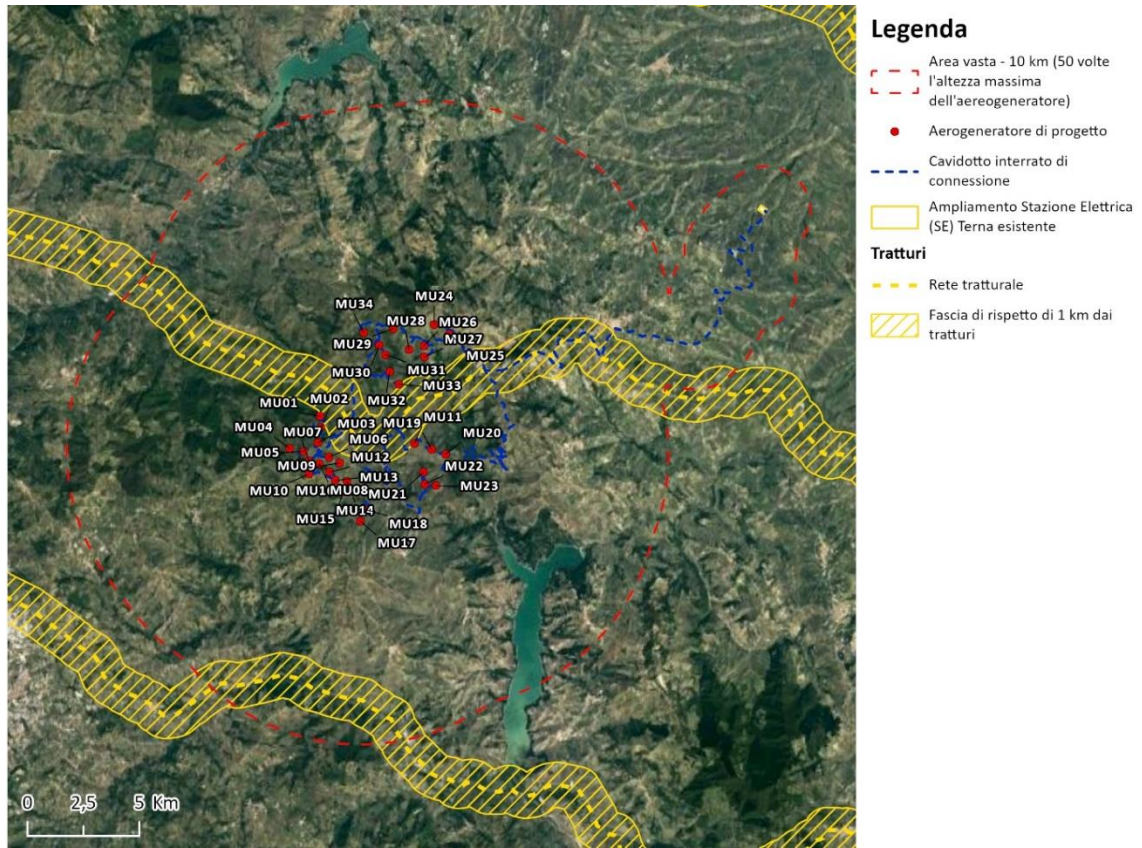 Legenda
Area vasta - 10 km (50 volte
l'altezza massima
dell'aereogeneratore)
Aerogeneratore di progetto
Cavidotto interrato di
connessione
Ampliamento Stazione Elettrica
(SE) Terna esistente
Tratturi
Rete tratturale
Fascia di rispetto di 1 km dai
tratturi
MU24
MU34
MU28
MU26
MU27
MU29
MU25
MU31
MU30
MU33
MU32
MU02
MU01
MU11
MU03
MU19
MU04
MU07
MU20
MU06
MU05
MU12
MU09
MU22
MU10
MU13
MU08
MU21
MU23
MU14
MU15
MU18
MU17
0 2,5 5 Km